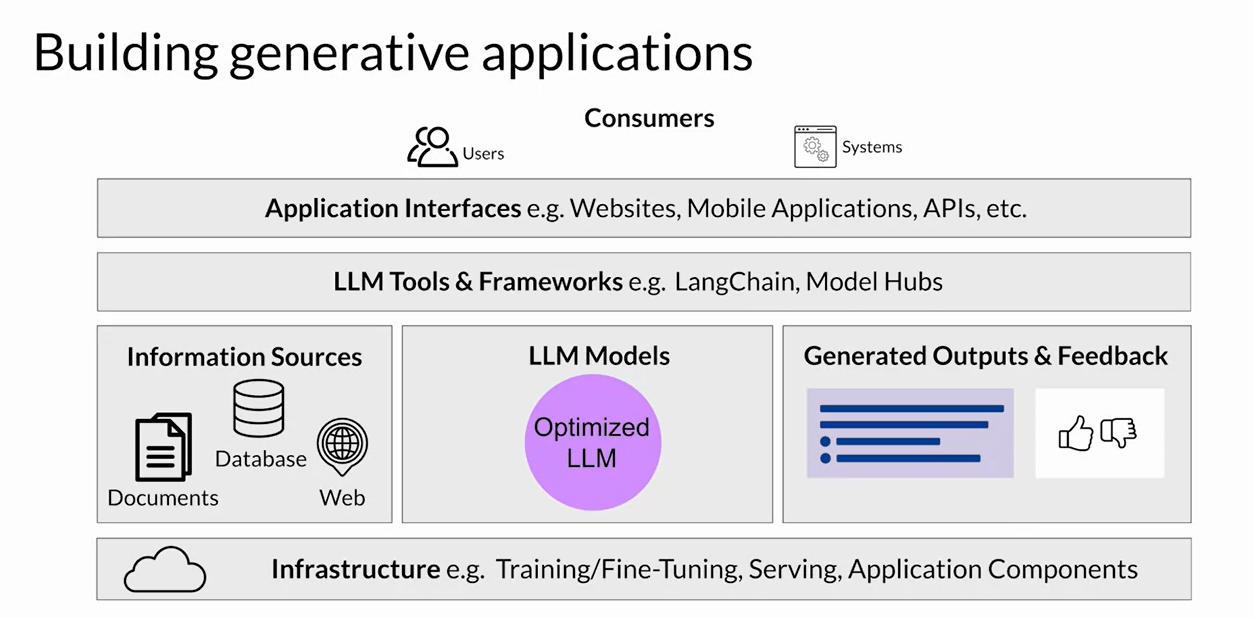 Building generative applications
Consumers
Users
Systems
Application Interfaces e.g. Websites, Mobile Applications, APIs, etc.
LLM Tools & Frameworks e.g. LangChain, Model Hubs
Information Sources
Documents
Database
Web
LLM Models
Optimized
LLM
Generated Outputs & Feedback
Infrastructure e.g. Training/Fine-Tuning, Serving, Application Components